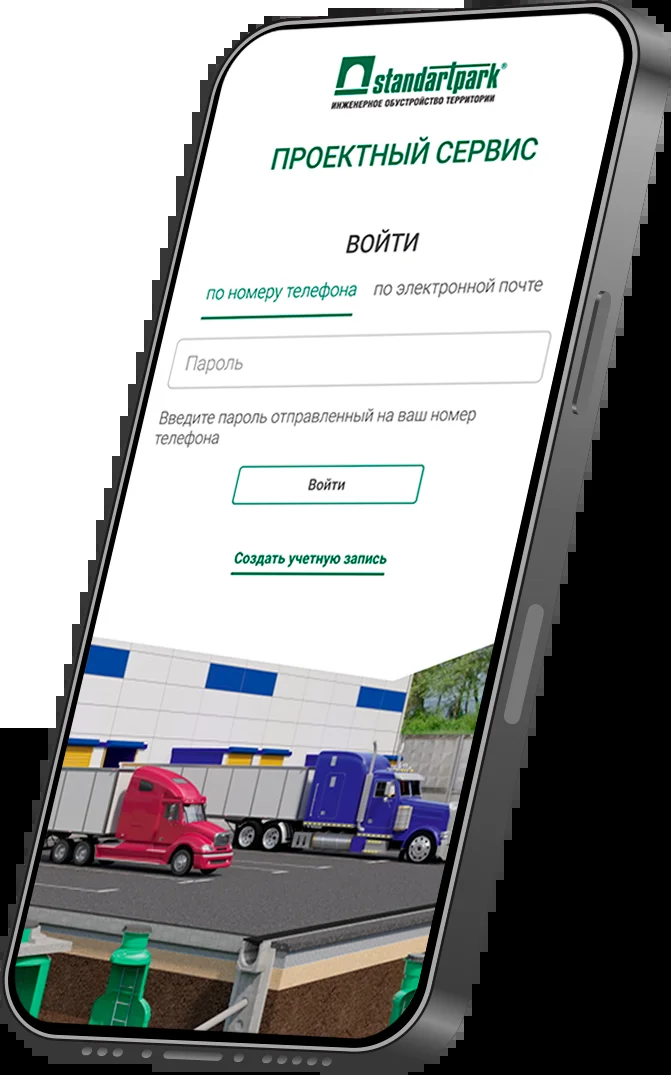 standartpark®
ИНЖЕНЕРНОЕ ОБУСТРОЙСТВО ТЕРРИТОРИИ
ПРОЕКТНЫЙ СЕРВИС
ВОЙТИ
по номеру телефона по электронной почте
Пароль
Введите пароль отправленный на ваш номер
телефона
Войти
Создать учетную запись